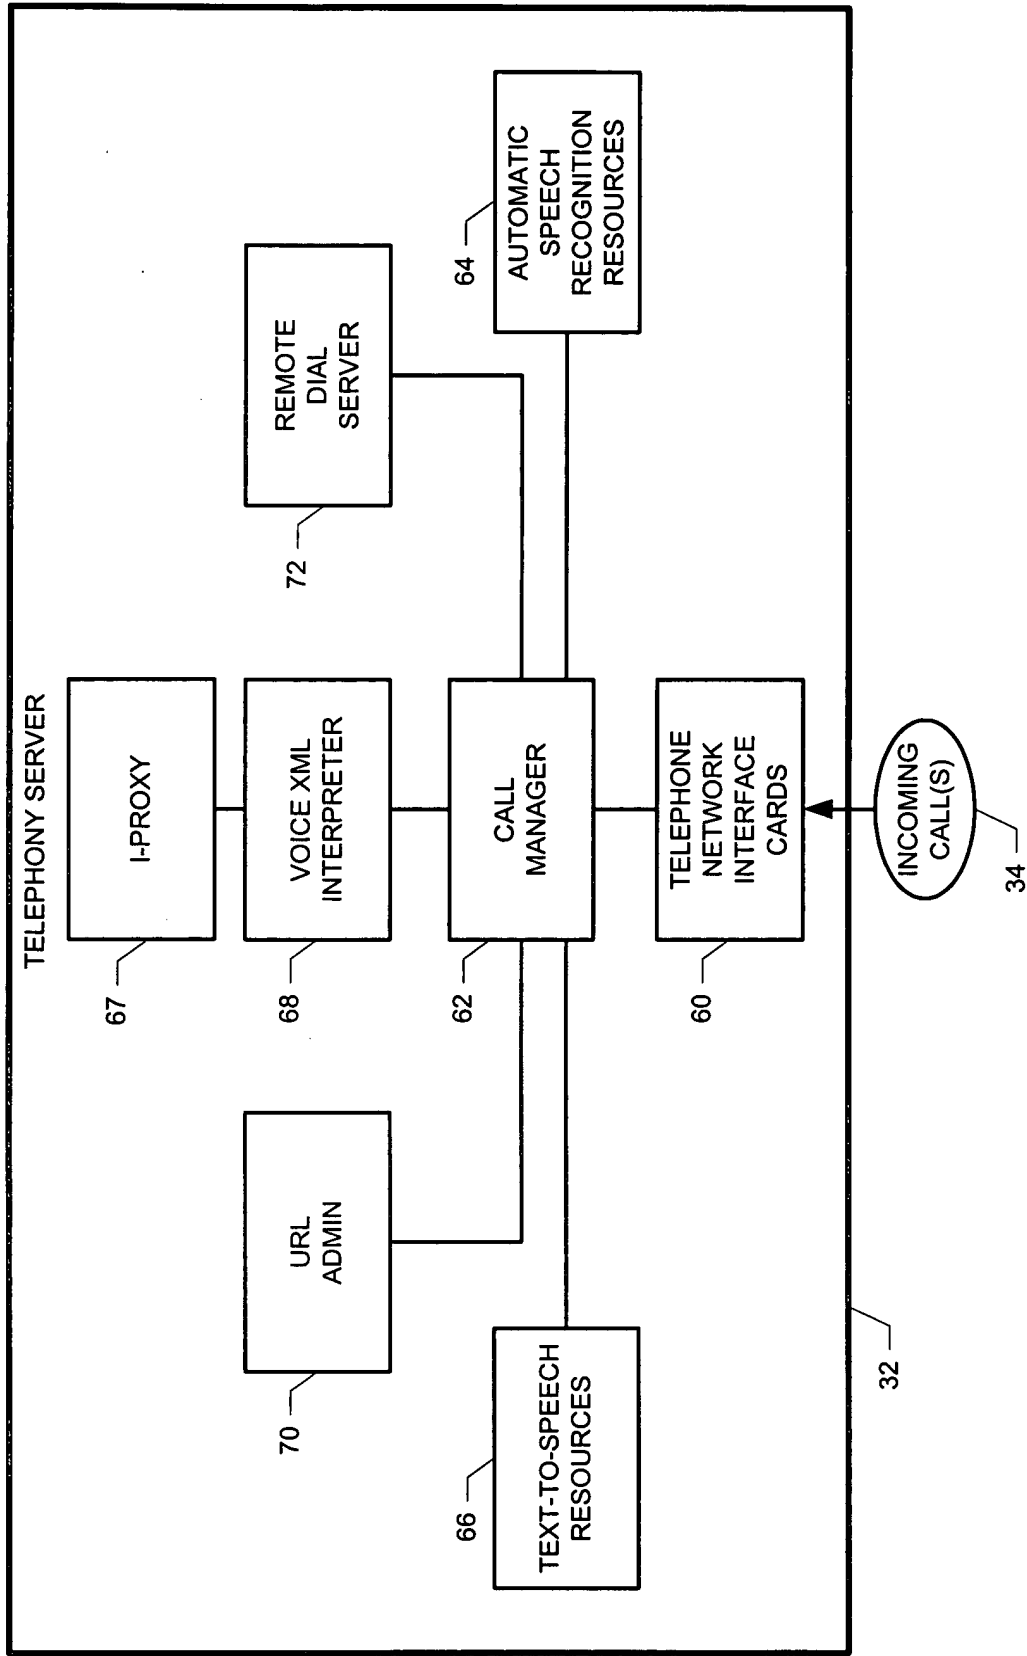 TELEPHONY SERVER
I-PROXY
67
URL
ADMIN
70
VOICE XML
INTERPRETER
68
REMOTE
DIAL
SERVER
72
TEXT-TO-SPEECH
RESOURCES
66
CALL
MANAGER
62
AUTOMATIC
SPEECH
RECOGNITION
RESOURCES
64
TELEPHONE
NETWORK
INTERFACE
CARDS
60
32
INCOMING
CALL(S)
34